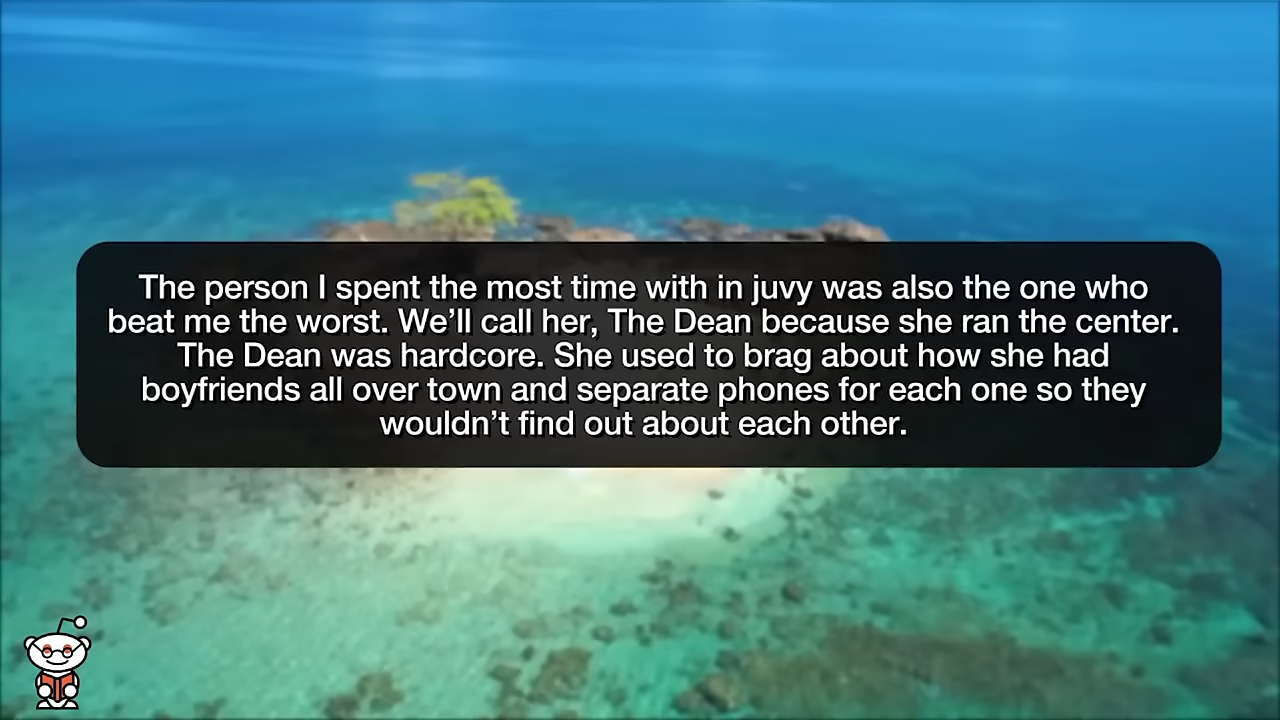 The person I spent the most time with in juvy was also the one who
beat me the worst. We’ll call her, The Dean because she ran the center.
The Dean was hardcore. She used to brag about how she had
boyfriends all over town and separate phones for each one so they
wouldn’t find out about each other.